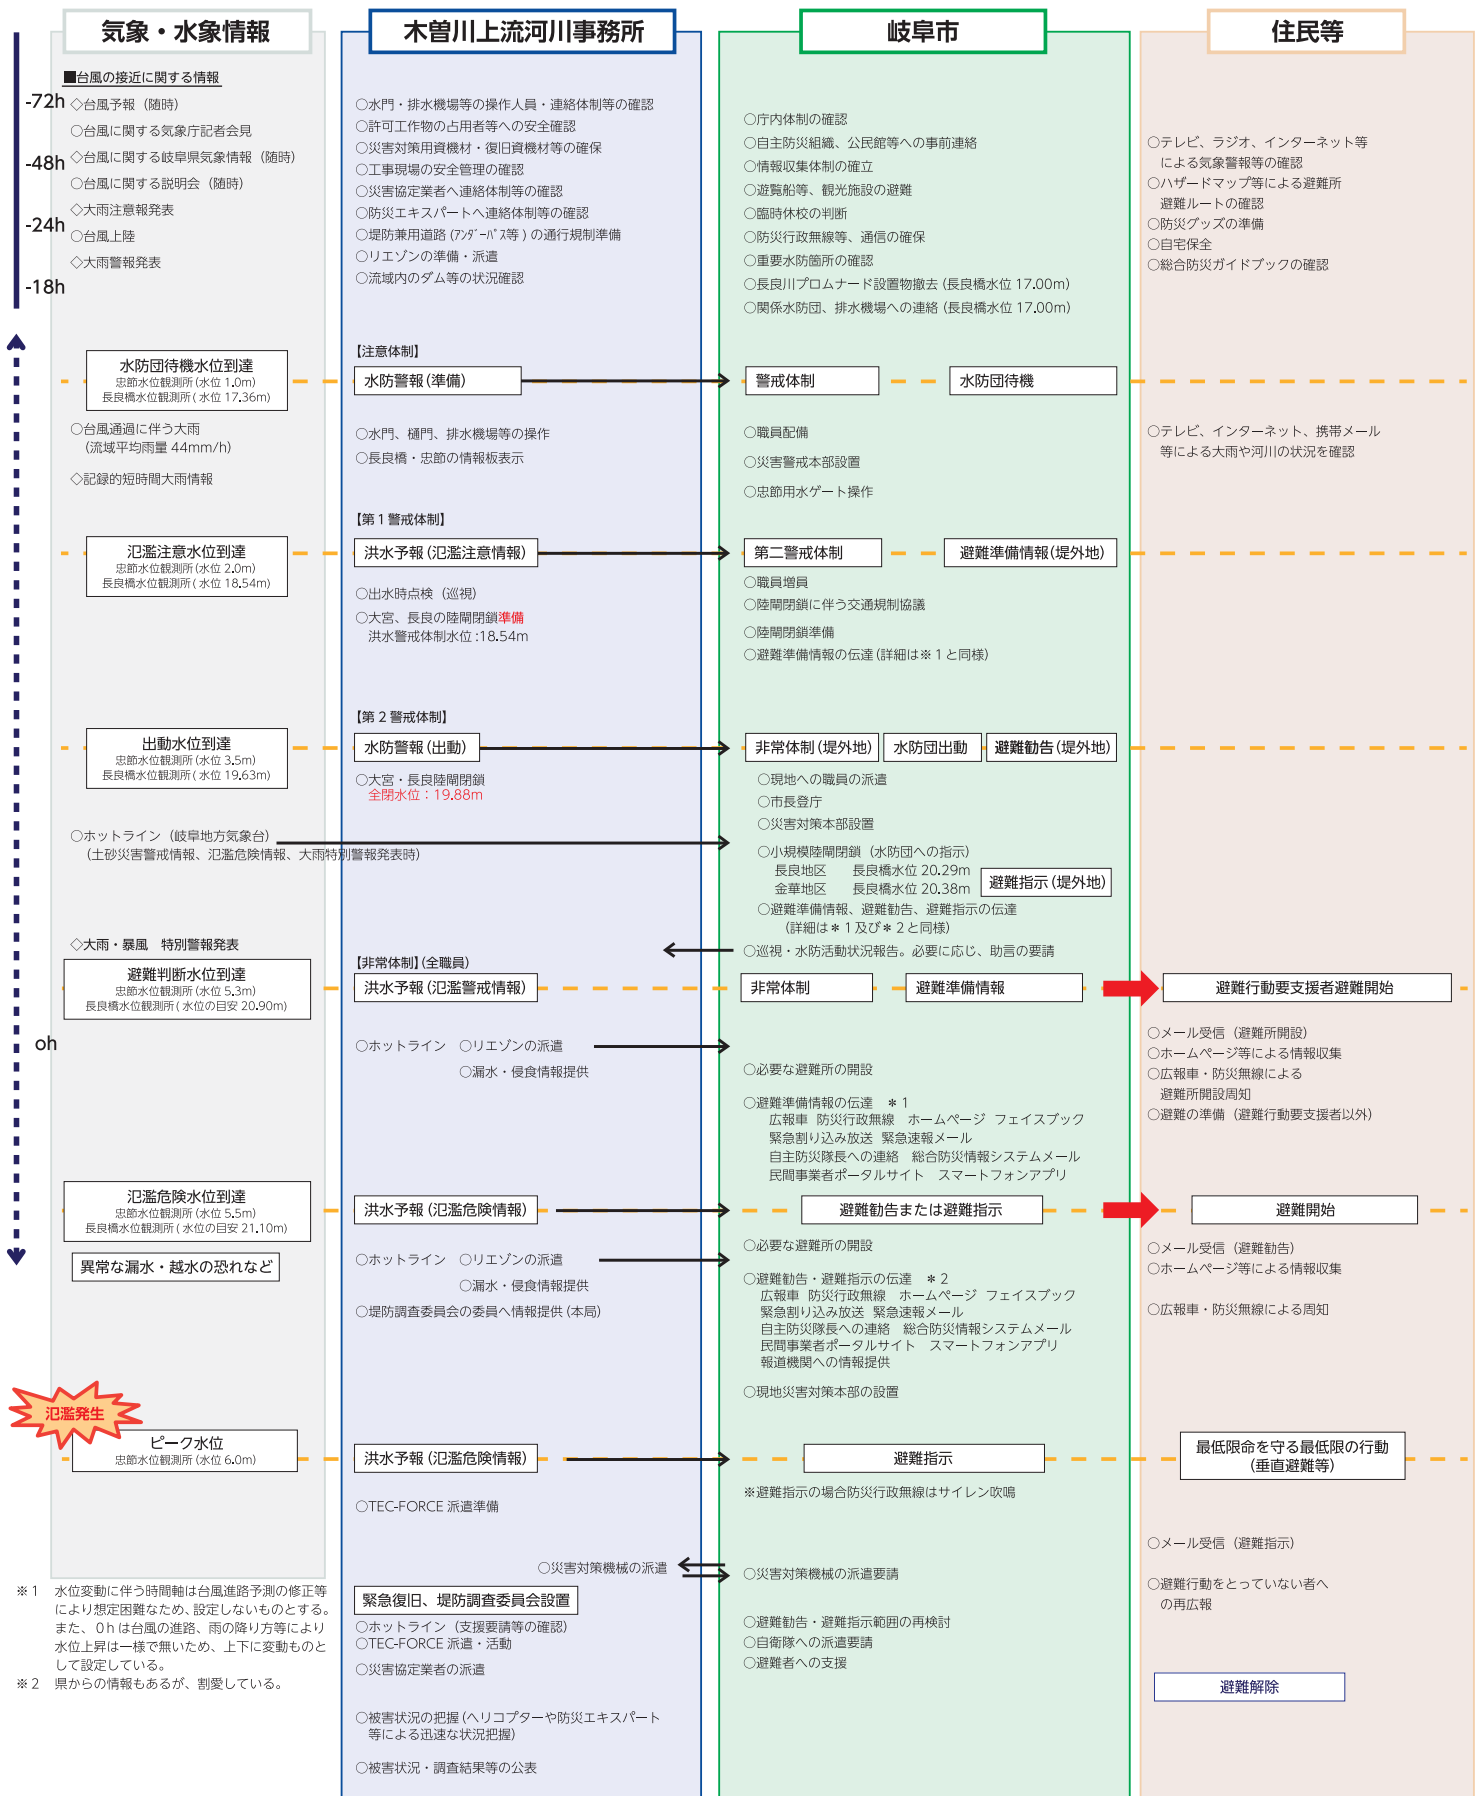 気象・水象情報
木曽川上流河川事務所
岐阜市
住民等
-72h
-48h
-24h
-18h
oh
■台風の接近に関する情報
◇台風予報（随時）
○台風に関する気象庁記者会見
◇台風に関する岐阜県気象情報（随時）
○台風に関する説明会（随時）
◇大雨注意報発表
○台風上陸
◇大雨警報発表
○水門・排水機場等の操作人員・連絡体制等の確認
○許可工作物の占用者等への安全確認
○災害対策用資機材・復旧資機材等の確保
○工事現場の安全管理の確認
○災害協定業者へ連絡体制等の確認
○防災エキスパートへ連絡体制等の確認
○堤防兼用道路(ｱﾝﾀﾞｰﾊﾟｽ等)の通行規制準備
○リエゾンの準備・派遣
○流域内のダム等の状況確認
○庁内体制の確認
○自主防災組織、公民館等への事前連絡
○情報収集体制の確立
○遊覧船等、観光施設の避難
○臨時休校の判断
○防災行政無線等、通信の確保
○重要水防箇所の確認
○長良川プロムナード設置物撤去(長良橋水位 17.00m)
○関係水防団、排水機場への連絡(長良橋水位 17.00m)
○テレビ、ラジオ、インターネット等
による気象警報等の確認
○ハザードマップ等による避難所
避難ルートの確認
○防災グッズの準備
○自宅保全
○総合防災ガイドブックの確認
水防団待機水位到達
忠節水位観測所(水位 1.0m)
長良橋水位観測所(水位 17.36m)
【注意体制】
水防警報(準備)
警戒体制
水防団待機
○台風通過に伴う大雨
(流域平均雨量 44mm/h)
◇記録的短時間大雨情報
○水門、樋門、排水機場等の操作
○長良橋・忠節の情報板表示
○職員配備
○災害警戒本部設置
○忠節用水ゲート操作
○テレビ、インターネット、携帯メール
等による大雨や河川の状況を確認
氾濫注意水位到達
忠節水位観測所(水位 2.0m)
長良橋水位観測所(水位 18.54m)
【第１警戒体制】
洪水予報(氾濫注意情報)
第二警戒体制
避難準備情報(堤外地)
○出水時点検（巡視）
○大宮、長良の陸閘閉鎖準備
洪水警戒体制水位:18.54m
○職員増員
○陸閘閉鎖に伴う交通規制協議
○陸閘閉鎖準備
○避難準備情報の伝達(詳細は※１と同様)
出動水位到達
忠節水位観測所(水位 3.5m)
長良橋水位観測所(水位 19.63m)
【第２警戒体制】
水防警報(出動)
非常体制(堤外地)
水防団出動
避難勧告(堤外地)
○大宮・長良陸閘閉鎖
全閉水位：19.88m
○現地への職員の派遣
○市長登庁
○災害対策本部設置
○小規模陸閘閉鎖（水防団への指示）
長良地区　長良橋水位 20.29m
金華地区　長良橋水位 20.38m
避難指示(堤外地)
○避難準備情報、避難勧告、避難指示の伝達
(詳細は＊１及び＊２と同様)
○巡視・水防活動状況報告。必要に応じ、助言の要請
○ホットライン（岐阜地方気象台）
(土砂災害警戒情報、氾濫危険情報、大雨特別警報発表時)
◇大雨・暴風　特別警報発表
避難判断水位到達
忠節水位観測所(水位 5.3m)
長良橋水位観測所(水位の目安 20.90m)
【非常体制】(全職員)
洪水予報(氾濫警戒情報)
非常体制
避難準備情報
避難行動要支援者避難開始
○ホットライン　○リエゾンの派遣
○漏水・侵食情報提供
○必要な避難所の開設
○避難準備情報の伝達　＊１
広報車 防災行政無線　ホームページ フェイスブック
緊急割り込み放送 緊急速報メール
自主防災隊長への連絡　総合防災情報システムメール
民間事業者ポータルサイト　スマートフォンアプリ
○メール受信（避難所開設）
○ホームページ等による情報収集
○広報車・防災無線による
避難所開設周知
○避難の準備（避難行動要支援者以外）
氾濫危険水位到達
忠節水位観測所(水位 5.5m)
長良橋水位観測所(水位の目安 21.10m)
洪水予報(氾濫危険情報)
避難勧告または避難指示
避難開始
異常な漏水・越水の恐れなど
○ホットライン　○リエゾンの派遣
○漏水・侵食情報提供
○堤防調査委員会の委員へ情報提供(本局)
○必要な避難所の開設
○避難勧告・避難指示の伝達　＊２
広報車 防災行政無線　ホームページ フェイスブック
緊急割り込み放送 緊急速報メール
自主防災隊長への連絡　総合防災情報システムメール
民間事業者ポータルサイト　スマートフォンアプリ
報道機関への情報提供
○現地災害対策本部の設置
○メール受信（避難勧告）
○ホームページ等による情報収集
○広報車・防災無線による周知
氾濫発生
ピーク水位
忠節水位観測所(水位 6.0m)
洪水予報(氾濫危険情報)
避難指示
最低限命を守る最低限の行動
(垂直避難等)
○TEC-FORCE 派遣準備
※避難指示の場合防災行政無線はサイレン吹鳴
○災害対策機械の派遣
○災害対策機械の派遣要請
緊急復旧、堤防調査委員会設置
○ホットライン（支援要請等の確認）
○TEC-FORCE 派遣・活動
○災害協定業者の派遣
○被害状況の把握(ヘリコプターや防災エキスパート
等による迅速な状況把握)
○被害状況・調査結果等の公表
○避難勧告・避難指示範囲の再検討
○自衛隊への派遣要請
○避難者への支援
○メール受信（避難指示）
○避難行動をとっていない者へ
の再広報
避難解除
※１　水位変動に伴う時間軸は台風進路予測の修正等
により想定困難なため、設定しないものとする。
また、０ｈは台風の進路、雨の降り方等により
水位上昇は一様で無いため、上下に変動ものと
して設定している。
※２　県からの情報もあるが、割愛している。